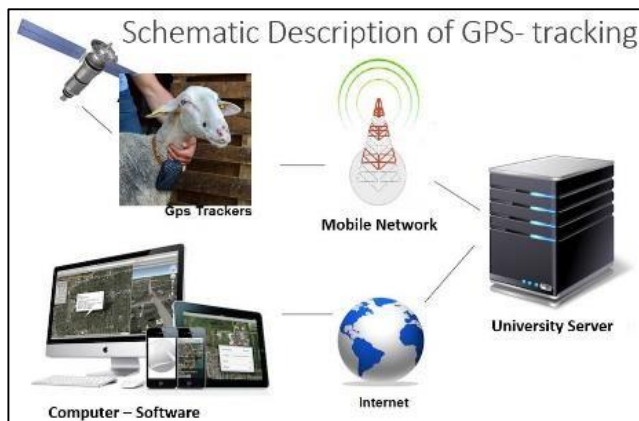 Schematic Description of GPS- tracking
Gps Trackers
Mobile Network
University Server
Computer – Software
Internet